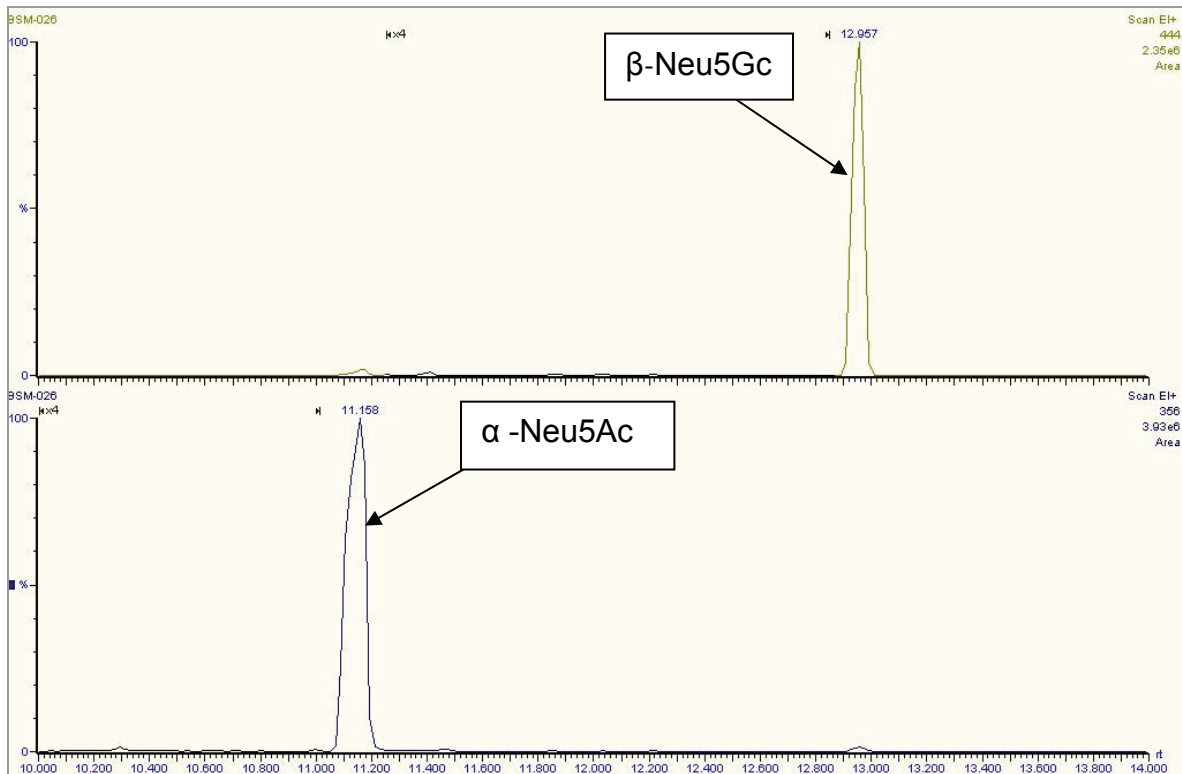 9SM-026
Scan EI+
444
2.35e6
Area
x4
12.957
β-Neu5Gc
100
%
0
9SM-026
Scan EI+
356
3.93e6
Area
x4
11.158
α -Neu5Ac
100
%
0
rt
10.000 10.200 10.400 10.600 10.800 11.000 11.200 11.400 11.600 11.800 12.000 12.200 12.400 12.600 12.800 13.000 13.200 13.400 13.600 13.800 14.000